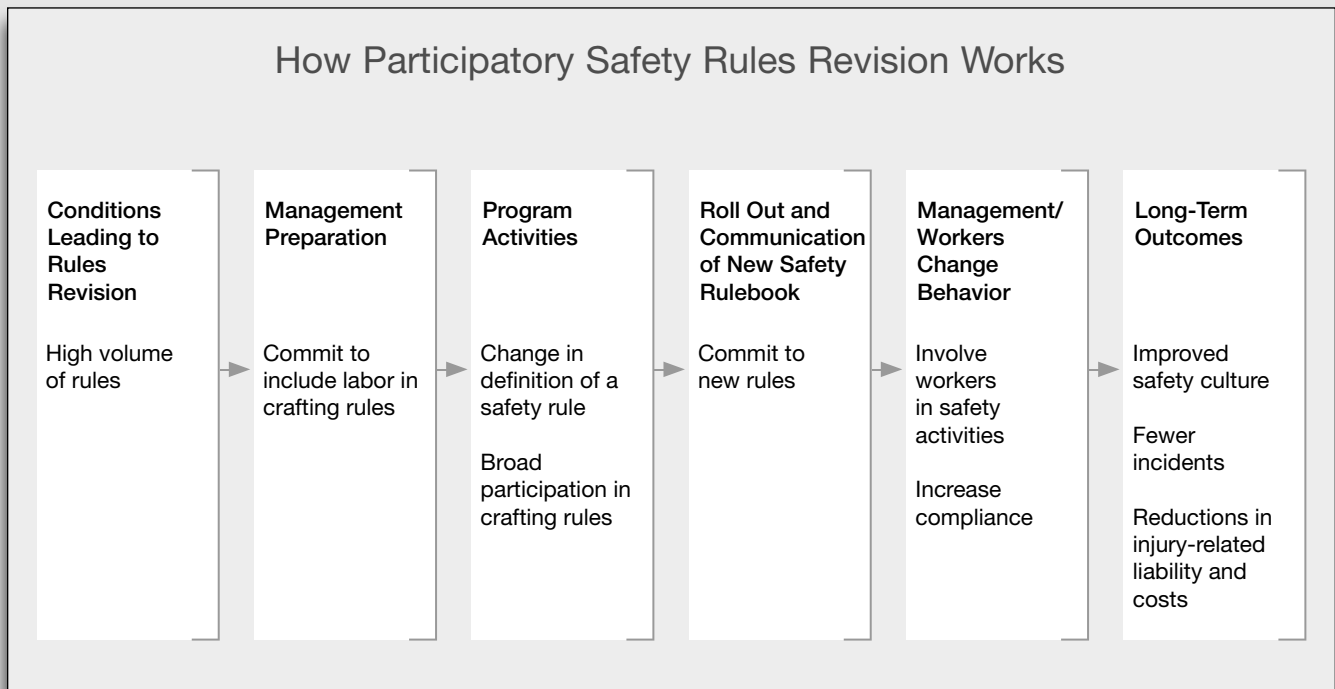 How Participatory Safety Rules Revision Works
Conditions
Leading to
Rules
Revision
High volume
of rules
Management
Preparation
Commit to
include labor in
crafting rules
Program
Activities
Change in
definition of a
safety rule
Broad
participation in
crafting rules
Roll Out and
Communication
of New Safety
Rulebook
Commit to
new rules
Management/
Workers
Change
Behavior
Involve
workers
in safety
activities
Increase
compliance
Long-Term
Outcomes
Improved
safety culture
Fewer
incidents
Reductions in
injury-related
liability and
costs